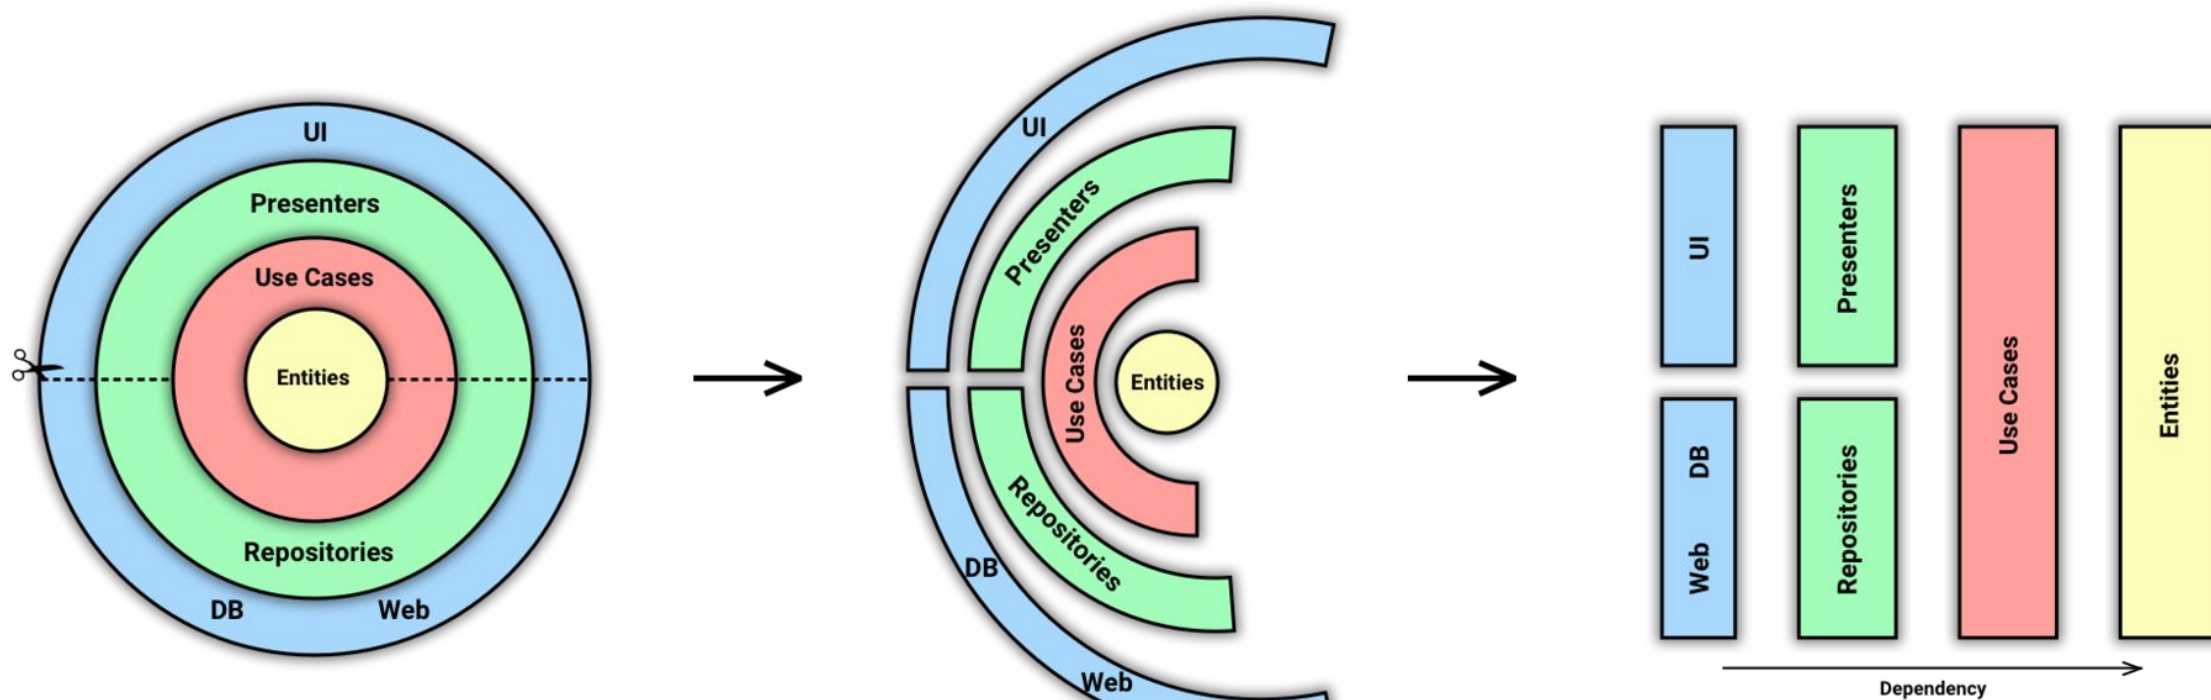 UI
Presenters
Use Cases
Entities
Repositories
DB
Web
UI
Presenters
Use Cases
Entities
Repositories
DB
Web
UI
Presenters
Use Cases
Entities
DB
Web
Repositories
Dependency